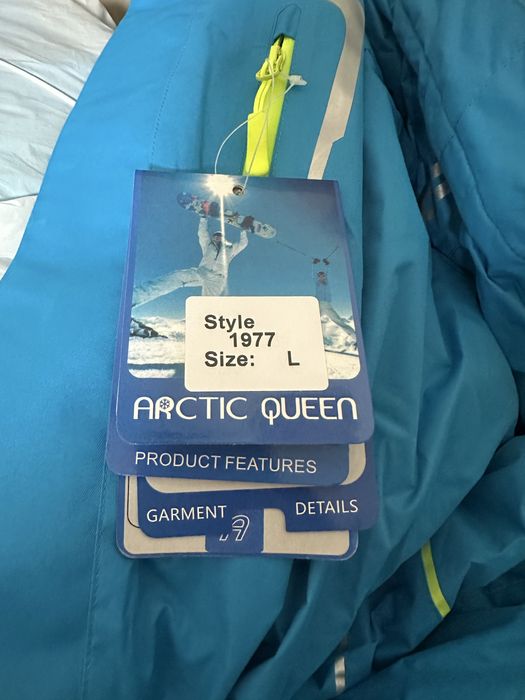 Style
1977
Size: L
ARCTIC QUEEN
PRODUCT FEATURES
GARMENT DETAILS